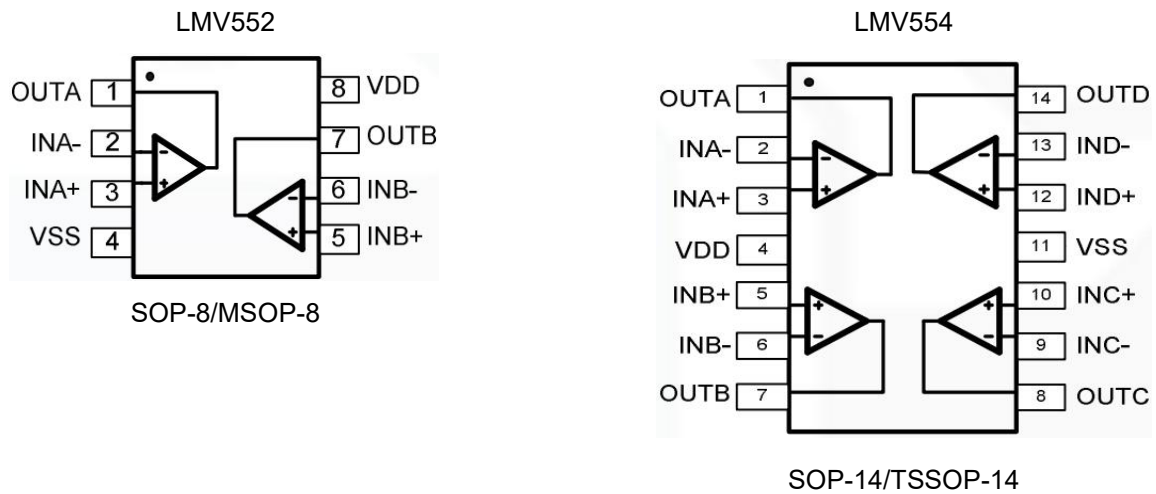 LMV552
OUTA 1 8 VDD
INA- 2 7 OUTB
INA+ 3 6 INB-
VSS 4 5 INB+
- + - +
SOP-8/MSOP-8
LMV554
OUTA 1 14 OUTD
INA- 2 13 IND-
INA+ 3 12 IND+
VDD 4 11 VSS
INB+ 5 10 INC+
INB- 6 9 INC-
OUTB 7 8 OUTC
- + - +
+ - + -
SOP-14/TSSOP-14